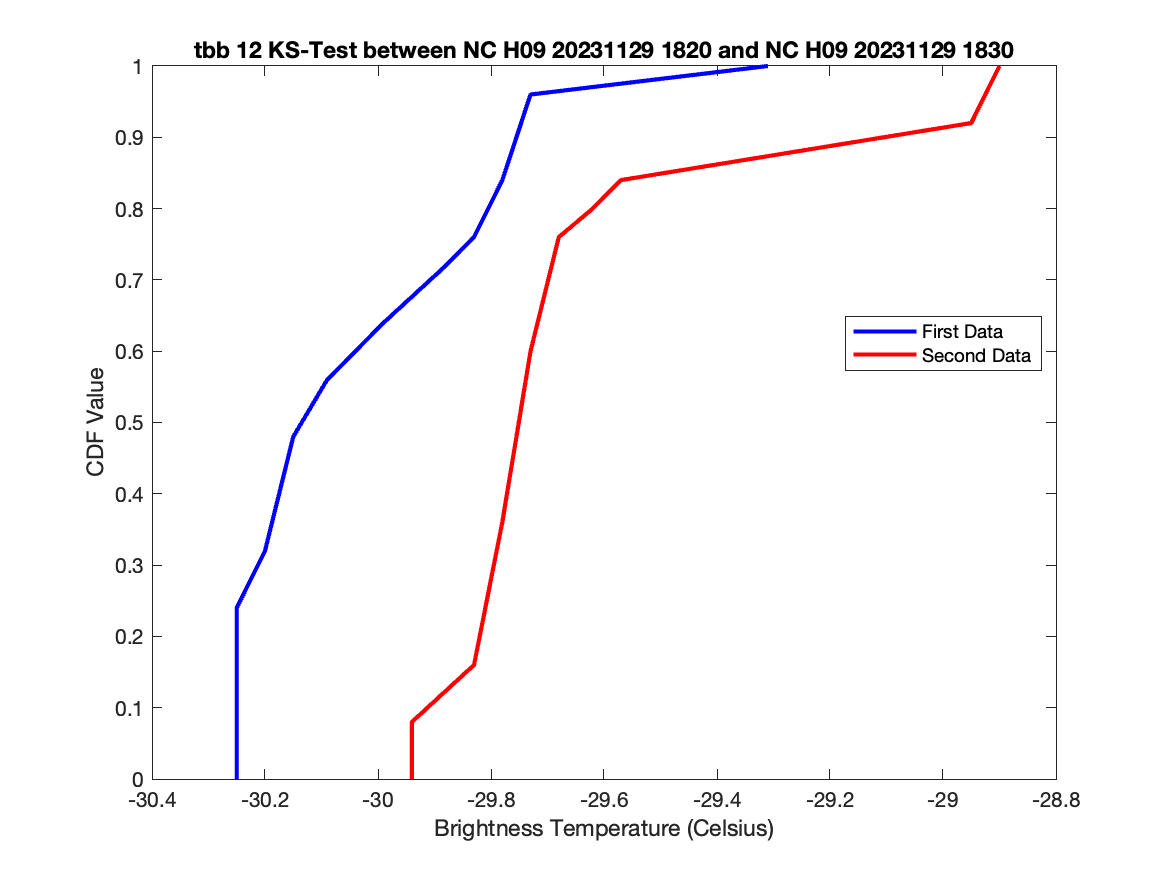 tbb 12 KS-Test between NC H09 20231129 1820 and NC H09 20231129 1830
1
0.9
0.8
0.7
0.6
0.5
0.4
0.3
0.2
0.1
0
CDF Value
First Data
Second Data
-30.4 -30.2 -30 -29.8 -29.6 -29.4 -29.2 -29 -28.8
Brightness Temperature (Celsius)